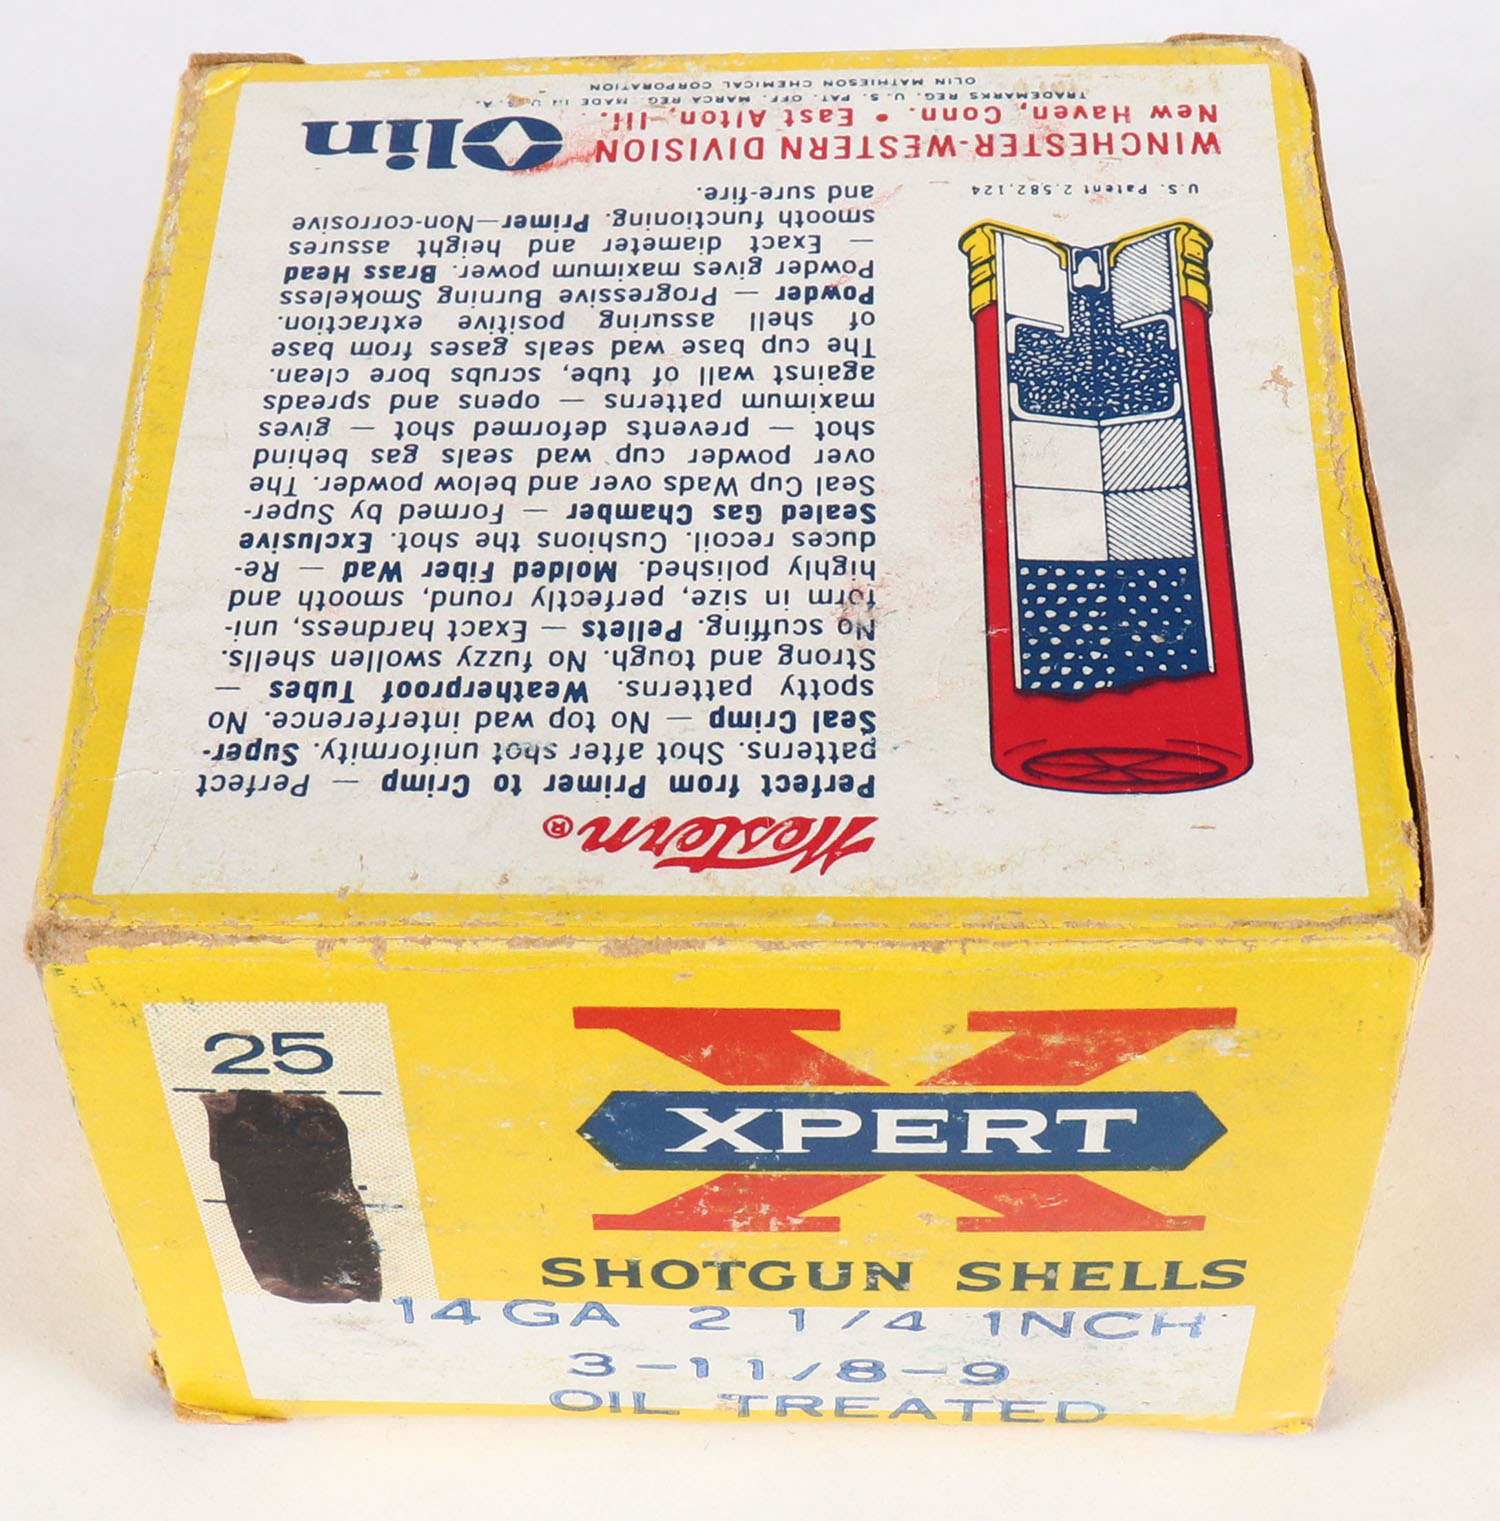 Western®
Perfect from Primer to Crimp — Perfect
patterns. Shot after shot uniformity. Super-
Seal Crimp — No top wad interference. No
spotty patterns. Weatherproof Tubes —
Strong and tough. No fuzzy swollen shells.
No scuffing. Pellets — Exact hardness, uni-
form in size, perfectly round, smooth and
highly polished. Molded Fiber Wad — Re-
duces recoil. Cushions the shot. Exclusive
Sealed Gas Chamber — Formed by Super-
Seal Cup Wads over and below powder. The
over powder cup wad seals gas behind
shot — prevents deformed shot — gives
maximum patterns — opens and spreads
against wall of tube, scrubs bore clean.
The cup base wad seals gases from base
of shell assuring positive extraction.
Powder — Progressive Burning Smokeless
Powder gives maximum power. Brass Head
— Exact diameter and height assures
smooth functioning. Primer—Non-corrosive
and sure-fire.
U.S. Patent 2,582,124
WINCHESTER-WESTERN DIVISION
New Haven, Conn. • East Alton, Ill.
Olin
TRADEMARKS REG. U. S. PAT. OFF. MARCA REG. MADE IN U. S. A.
OLIN MATHIESON CHEMICAL CORPORATION
25
XPERT
SHOTGUN SHELLS
14 GA 2 1/4 INCH
3-1 1/8-9
OIL TREATED